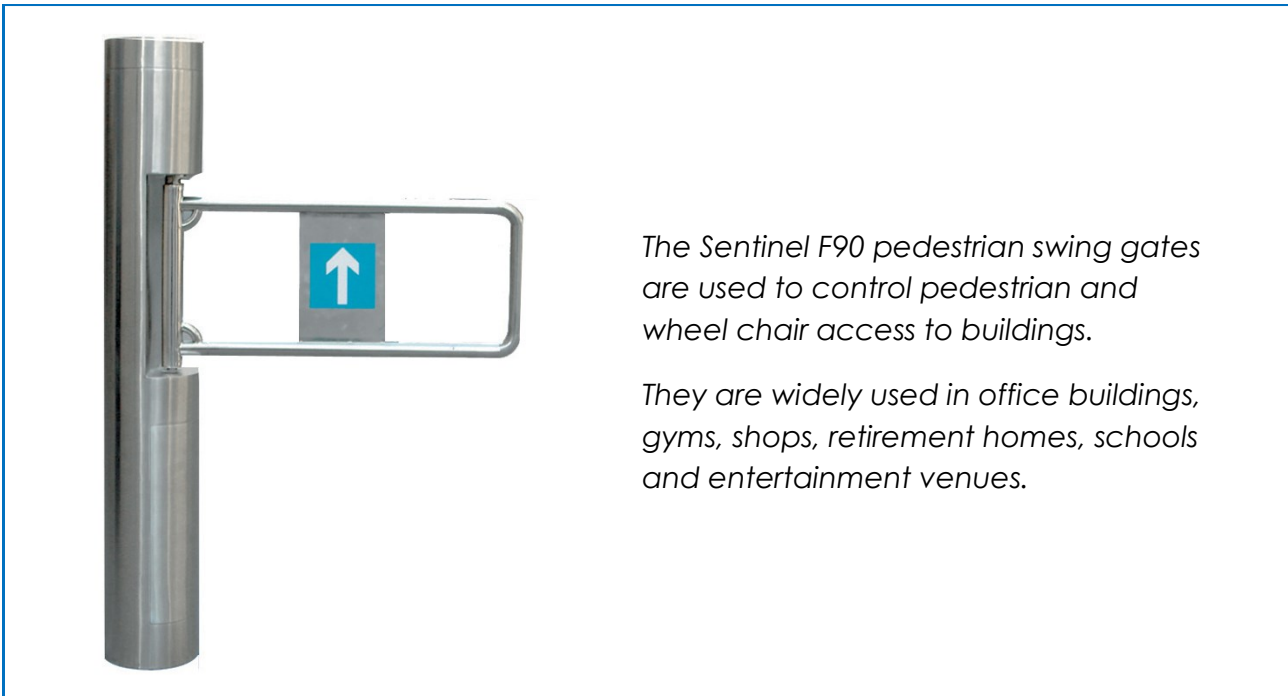 The Sentinel F90 pedestrian swing gates
are used to control pedestrian and
wheel chair access to buildings.
They are widely used in office buildings,
gyms, shops, retirement homes, schools
and entertainment venues.